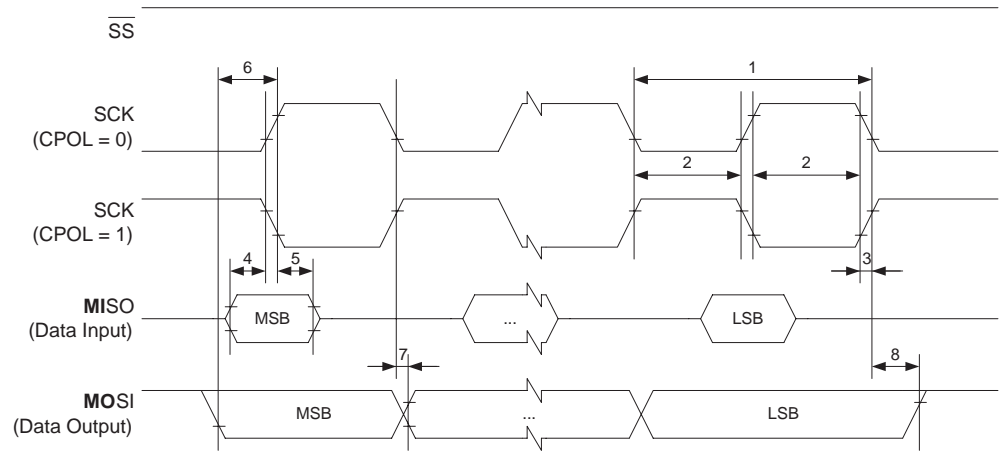 SS
6
1
SCK
(CPOL = 0)
2
2
SCK
(CPOL = 1)
4
5
3
MISO
(Data Input)
MSB
...
LSB
7
8
MOSI
(Data Output)
MSB
...
LSB